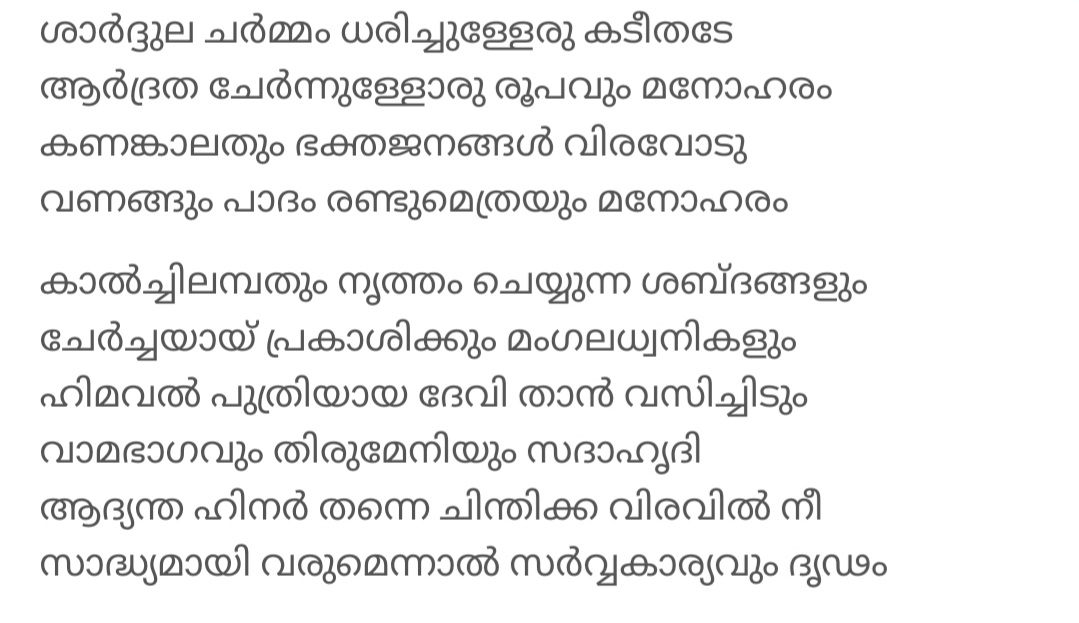 ശാർദ്ദുല ചർമ്മം ധരിച്ചുള്ളേരു കടീതടേ
ആർദ്രത ചേർന്നുള്ളോരു രൂപവും മനോഹരം
കണങ്കാലതും ഭക്തജനങ്ങൾ വിരവോടു
വണങ്ങും പാദം രണ്ടുമെത്രയും മനോഹരം
കാൽച്ചിലമ്പതും നൃത്തം ചെയ്യുന്ന ശബ്ദങ്ങളും
ചേർച്ചയായ് പ്രകാശിക്കും മംഗലധ്വനികളും
ഹിമവൽ പുത്രിയായ ദേവി താൻ വസിച്ചിടും
വാമഭാഗവും തിരുമേനിയും സദാഹൃദി
ആദ്യന്ത ഹിനർ തന്നെ ചിന്തിക്ക വിരവിൽ നീ
സാദ്ധ്യമായി വരുമെന്നാൽ സർവ്വകാര്യവും ദൃഢം